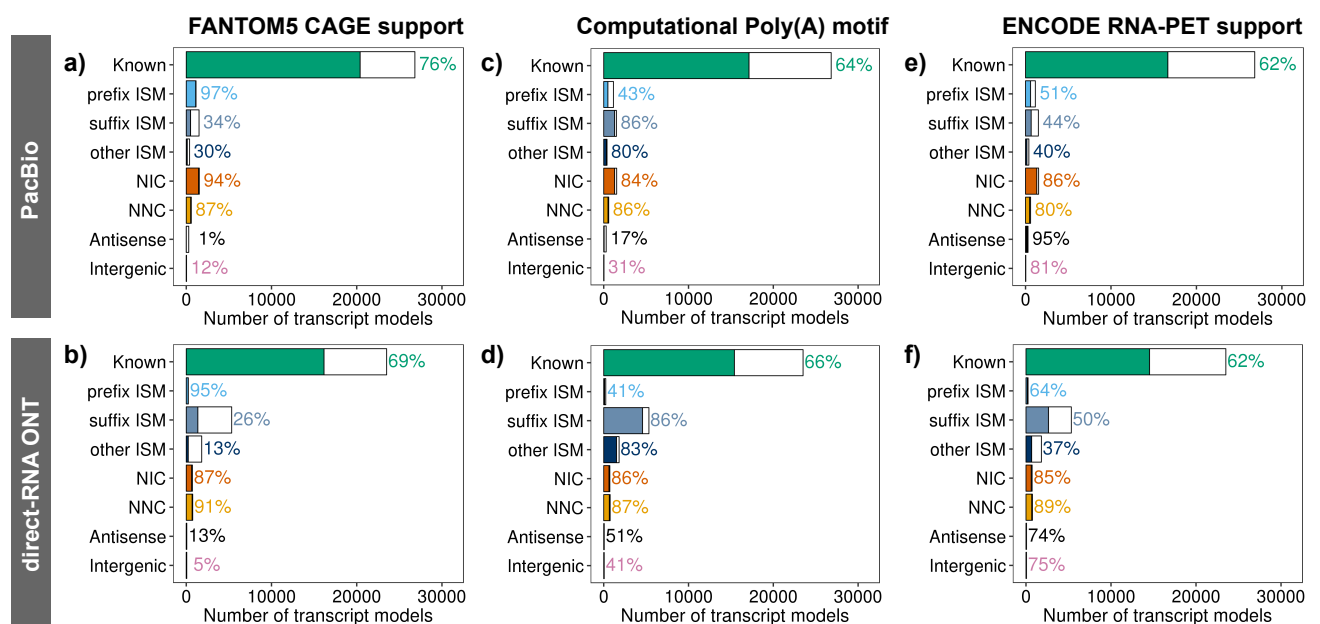 FANTOM5 CAGE support
Computational Poly(A) motif
ENCODE RNA-PET support
PacBio
a)
Known 76%
prefix ISM 97%
suffix ISM 34%
other ISM 30%
NIC 94%
NNC 87%
Antisense 1%
Intergenic 12%
0 10000 20000 30000
Number of transcript models
c)
Known 64%
prefix ISM 43%
suffix ISM 86%
other ISM 80%
NIC 84%
NNC 86%
Antisense 17%
Intergenic 31%
0 10000 20000 30000
Number of transcript models
e)
Known 62%
prefix ISM 51%
suffix ISM 44%
other ISM 40%
NIC 86%
NNC 80%
Antisense 95%
Intergenic 81%
0 10000 20000 30000
Number of transcript models
direct-RNA ONT
b)
Known 69%
prefix ISM 95%
suffix ISM 26%
other ISM 13%
NIC 87%
NNC 91%
Antisense 13%
Intergenic 5%
0 10000 20000 30000
Number of transcript models
d)
Known 66%
prefix ISM 41%
suffix ISM 86%
other ISM 83%
NIC 86%
NNC 87%
Antisense 51%
Intergenic 41%
0 10000 20000 30000
Number of transcript models
f)
Known 62%
prefix ISM 64%
suffix ISM 50%
other ISM 37%
NIC 85%
NNC 89%
Antisense 74%
Intergenic 75%
0 10000 20000 30000
Number of transcript models